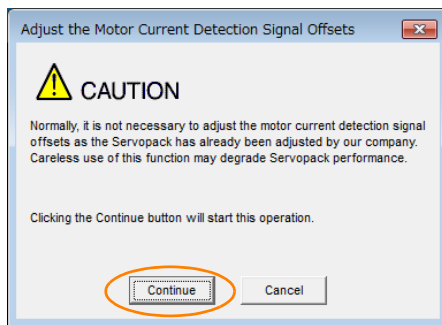 Adjust the Motor Current Detection Signal Offsets
CAUTION
Normally, it is not necessary to adjust the motor current detection signal
offsets as the Servopack has already been adjusted by our company.
Careless use of this function may degrade Servopack performance.
Clicking the Continue button will start this operation.
Continue
Cancel